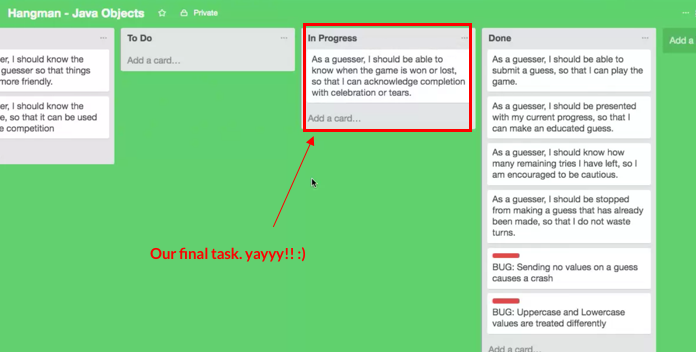 Hangman - Java Objects
Private
er, I should know the
guesser so that things
more friendly.
er, I should know the
e, so that it can be used
e competition
To Do
Add a card...
In Progress
As a guesser, I should be able to
know when the game is won or lost,
so that I can acknowledge completion
with celebration or tears.
Add a card...
Done
As a guesser, I should be able to
submit a guess, so that I can play the
game.
As a guesser, I should be presented
with my current progress, so that I
can make an educated guess.
As a guesser, I should know how
many remaining tries I have left, so I
am encouraged to be cautious.
As a guesser, I should be stopped
from making a guess that has already
been made, so that I do not waste
turns.
BUG: Sending no values on a guess
causes a crash
BUG: Uppercase and Lowercase
values are treated differently
Add a card...
Add a
Our final task. yayyy!! :)